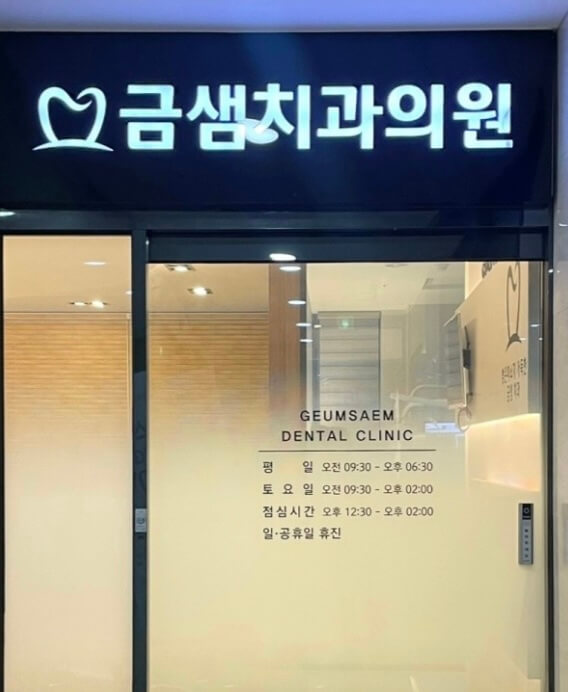 금샘치과의원
GEUMSAEM
DENTAL CLINIC
평 일 오전 09:30 - 오후 06:30
토 요 일 오전 09:30 - 오후 02:00
점심시간 오후 12:30 - 오후 02:00
일·공휴일 휴진